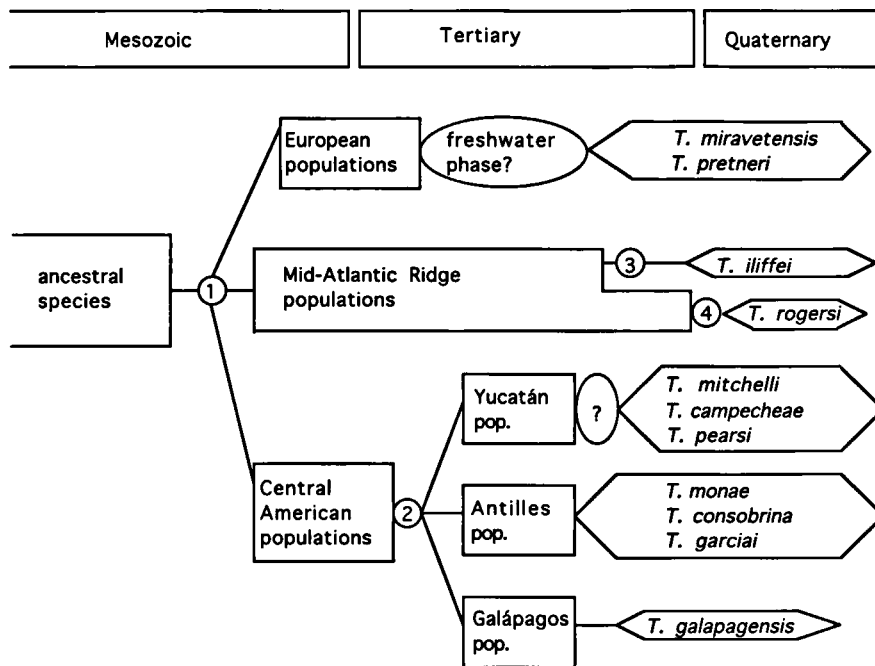 Mesozoic
Tertiary
Quaternary
European
populations
freshwater
phase?
T. miravetensis
T. pretneri
ancestral
species
1
Mid-Atlantic Ridge
populations
3
T. iliffei
4
T. rogersi
Central
American
populations
2
Yucatán
pop.
?
T. mitchelli
T. campecheae
T. pearsi
Antilles
pop.
T. monae
T. consobrina
T. garciai
Galápagos
pop.
T. galapagensis